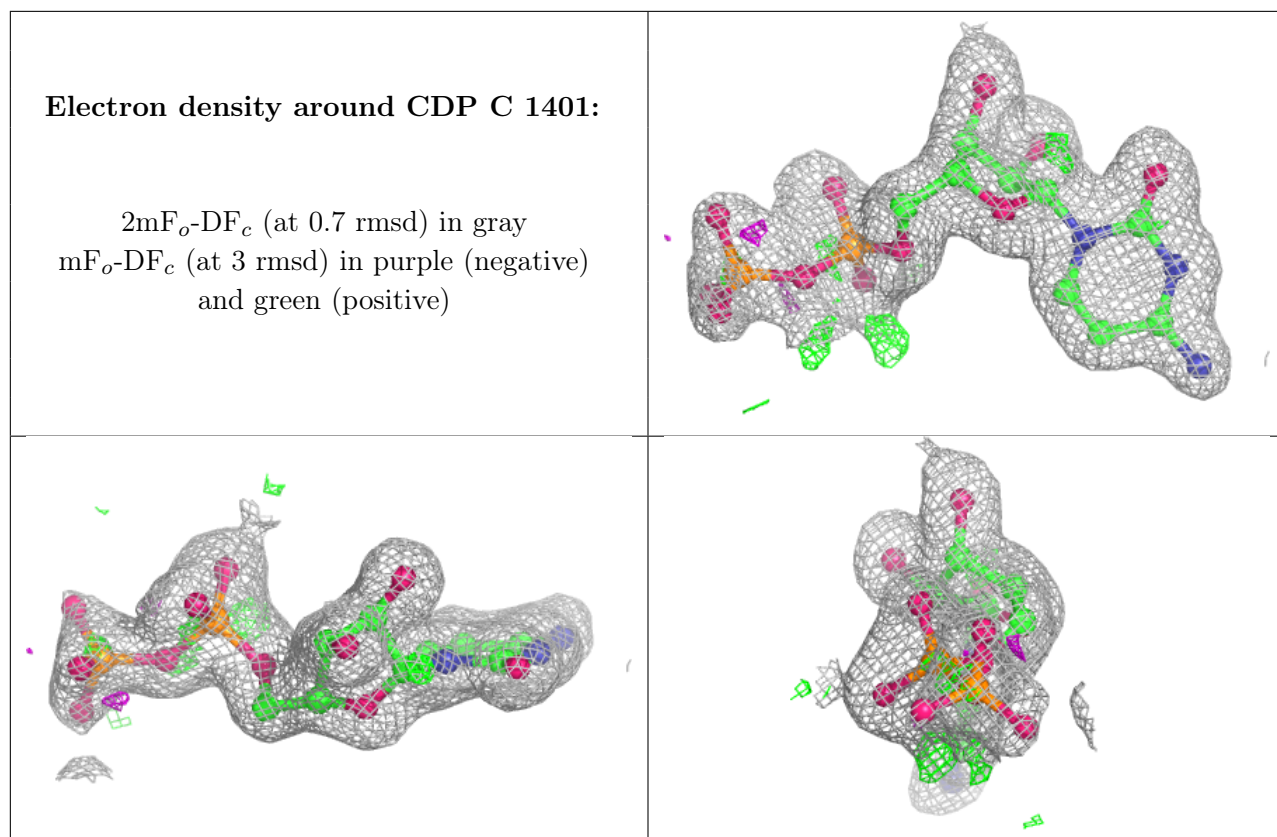 Electron density around CDP C 1401:
2mFo-DFc (at 0.7 rmsd) in gray
mFo-DFc (at 3 rmsd) in purple (negative)
and green (positive)